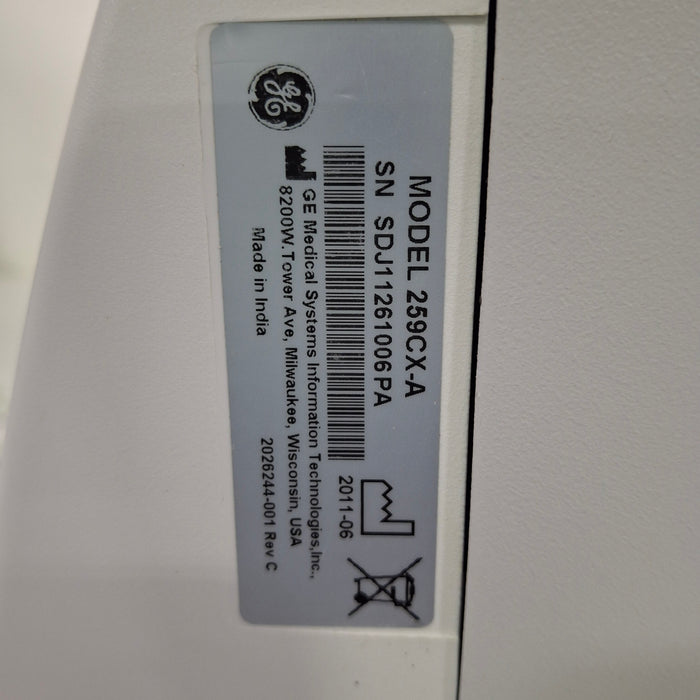 GE
MODEL 259CX-A
SN SDJ11261006PA
2011-06
GE Medical Systems Information Technologies,Inc.,
8200W.Tower Ave, Milwaukee, Wisconsin, USA
Made in India
2026244-001 Rev C